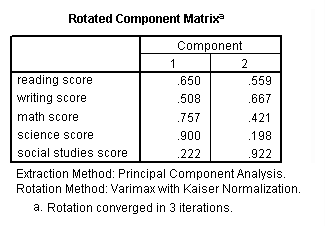 Rotated Component Matrixa
Component
1 2
reading score .650 .559
writing score .508 .667
math score .757 .421
science score .900 .198
social studies score .222 .922
Extraction Method: Principal Component Analysis.
Rotation Method: Varimax with Kaiser Normalization.
a. Rotation converged in 3 iterations.